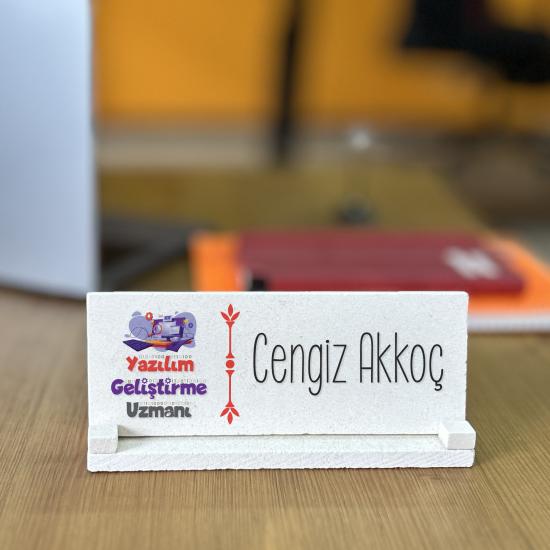 Yazılım
Geliştirme
Uzmanı
Cengiz Akkoç